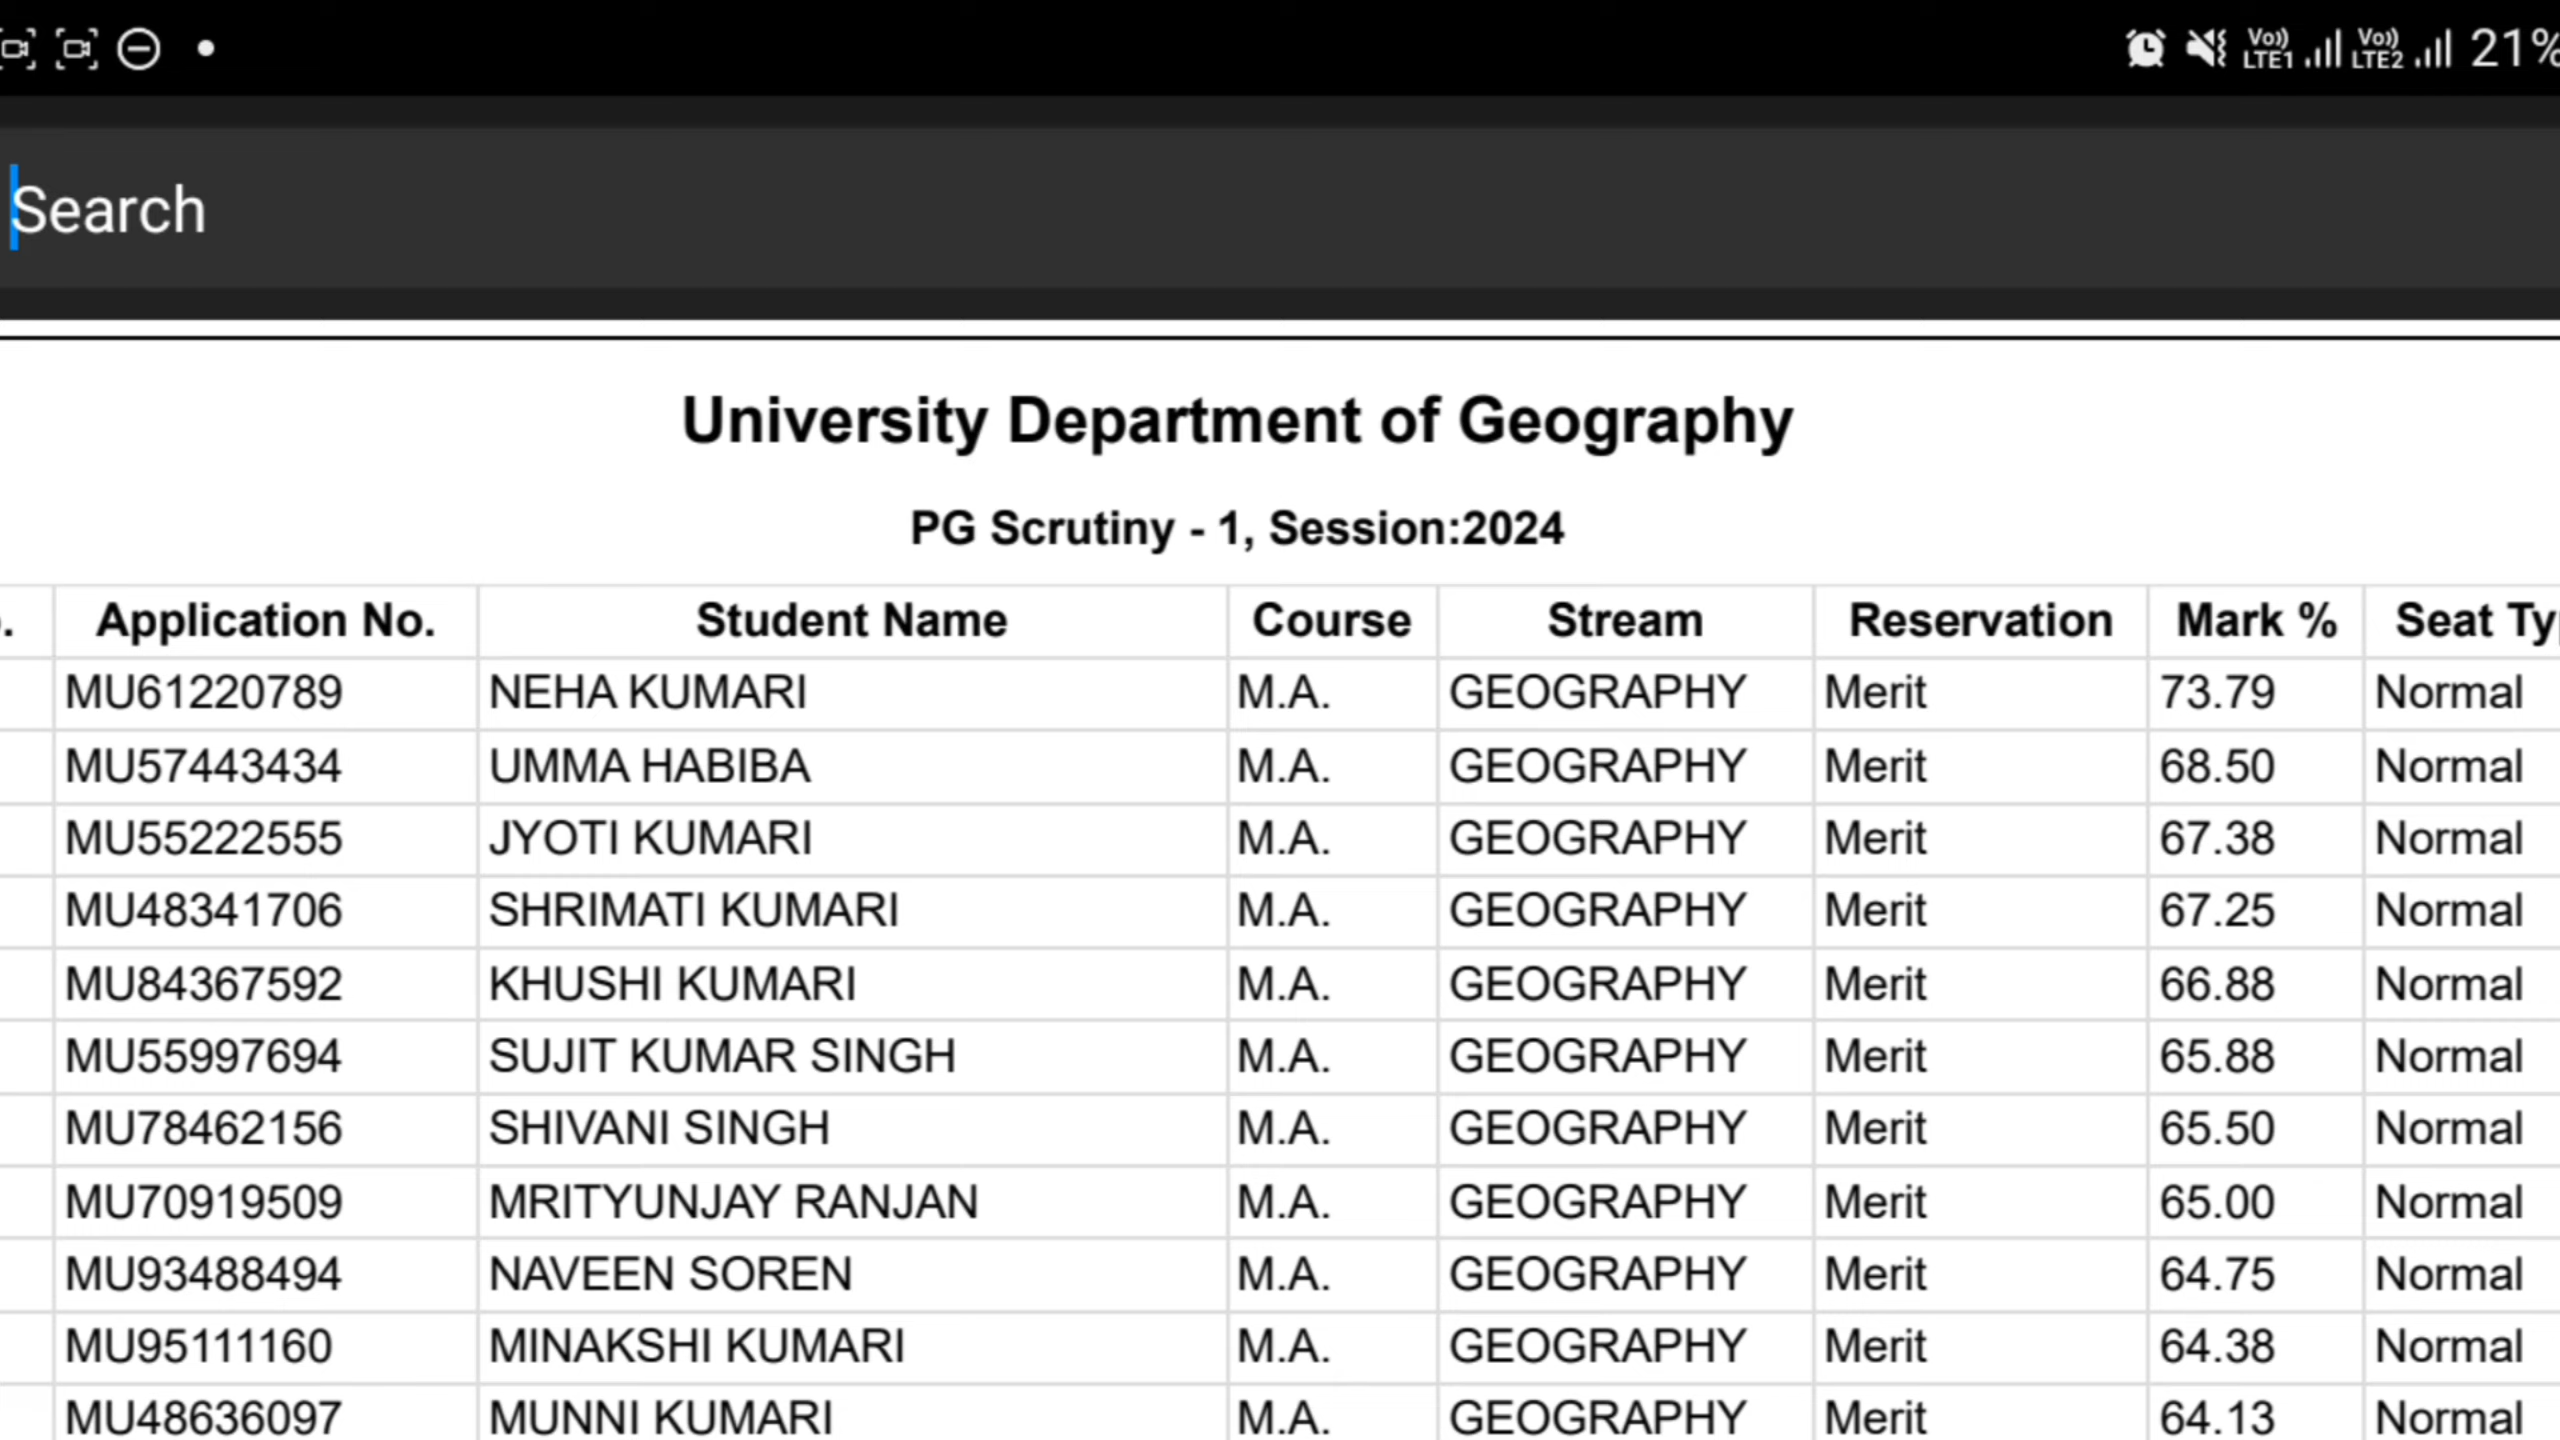 Vo)) LTE1 Vo)) LTE2 21%
Search
University Department of Geography
PG Scrutiny - 1, Session:2024
Application No. Student Name Course Stream Reservation Mark % Seat
MU61220789 NEHA KUMARI M.A. GEOGRAPHY Merit 73.79 Normal
MU57443434 UMMA HABIBA M.A. GEOGRAPHY Merit 68.50 Normal
MU55222555 JYOTI KUMARI M.A. GEOGRAPHY Merit 67.38 Normal
MU48341706 SHRIMATI KUMARI M.A. GEOGRAPHY Merit 67.25 Normal
MU84367592 KHUSHI KUMARI M.A. GEOGRAPHY Merit 66.88 Normal
MU55997694 SUJIT KUMAR SINGH M.A. GEOGRAPHY Merit 65.88 Normal
MU78462156 SHIVANI SINGH M.A. GEOGRAPHY Merit 65.50 Normal
MU70919509 MRITYUNJAY RANJAN M.A. GEOGRAPHY Merit 65.00 Normal
MU93488494 NAVEEN SOREN M.A. GEOGRAPHY Merit 64.75 Normal
MU95111160 MINAKSHI KUMARI M.A. GEOGRAPHY Merit 64.38 Normal
MU48636097 MUNNI KUMARI M.A. GEOGRAPHY Merit 64.13 Normal